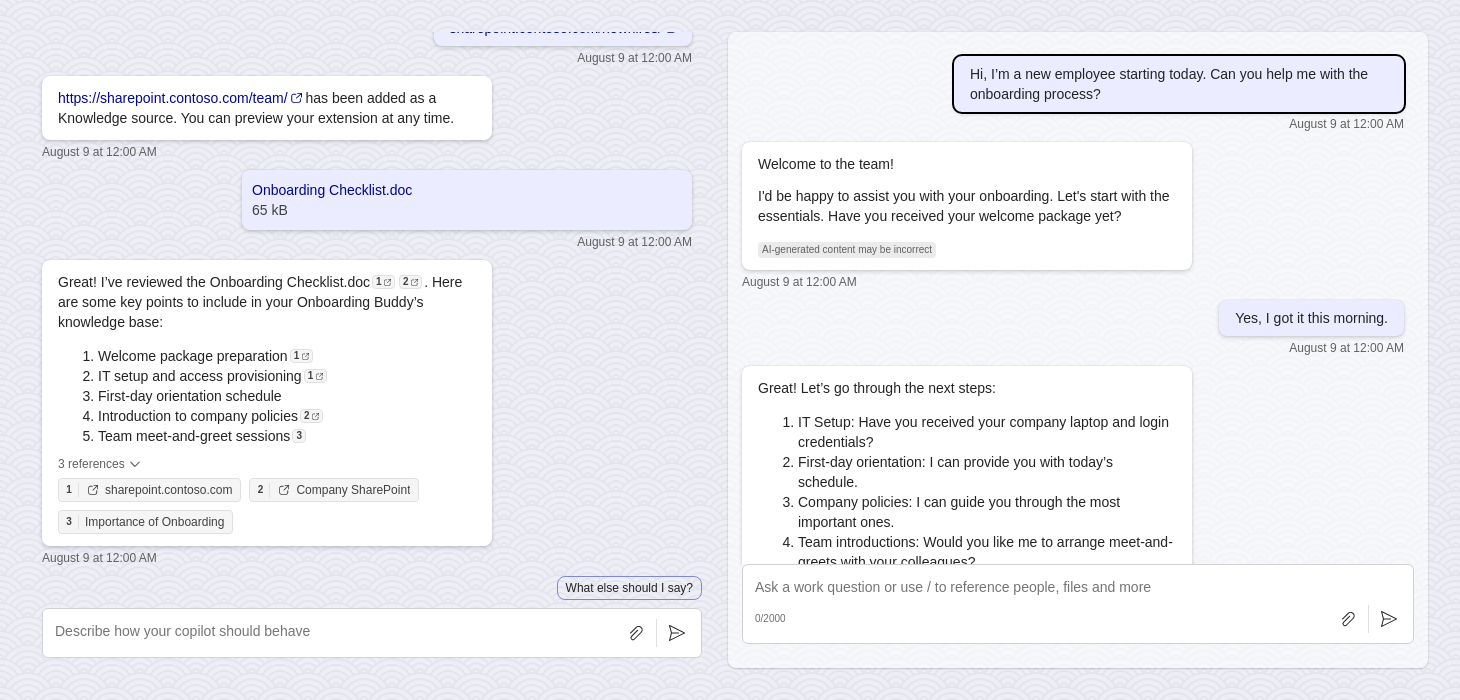 August 9 at 12:00 AM
https://sharepoint.contoso.com/team/ has been added as a
Knowledge source. You can preview your extension at any time.
August 9 at 12:00 AM
Onboarding Checklist.doc
65 kB
August 9 at 12:00 AM
Great! I’ve reviewed the Onboarding Checklist.doc 1 2 . Here
are some key points to include in your Onboarding Buddy’s
knowledge base:
1. Welcome package preparation 1
2. IT setup and access provisioning 1
3. First-day orientation schedule
4. Introduction to company policies 2
5. Team meet-and-greet sessions 3
3 references
1 sharepoint.contoso.com 2 Company SharePoint
3 Importance of Onboarding
August 9 at 12:00 AM
What else should I say?
Describe how your copilot should behave
Hi, I’m a new employee starting today. Can you help me with the
onboarding process?
August 9 at 12:00 AM
Welcome to the team!
I'd be happy to assist you with your onboarding. Let's start with the
essentials. Have you received your welcome package yet?
AI-generated content may be incorrect
August 9 at 12:00 AM
Yes, I got it this morning.
August 9 at 12:00 AM
Great! Let’s go through the next steps:
1. IT Setup: Have you received your company laptop and login
credentials?
2. First-day orientation: I can provide you with today’s
schedule.
3. Company policies: I can guide you through the most
important ones.
4. Team introductions: Would you like me to arrange meet-and-
greets with your colleagues?
Ask a work question or use / to reference people, files and more
0/2000